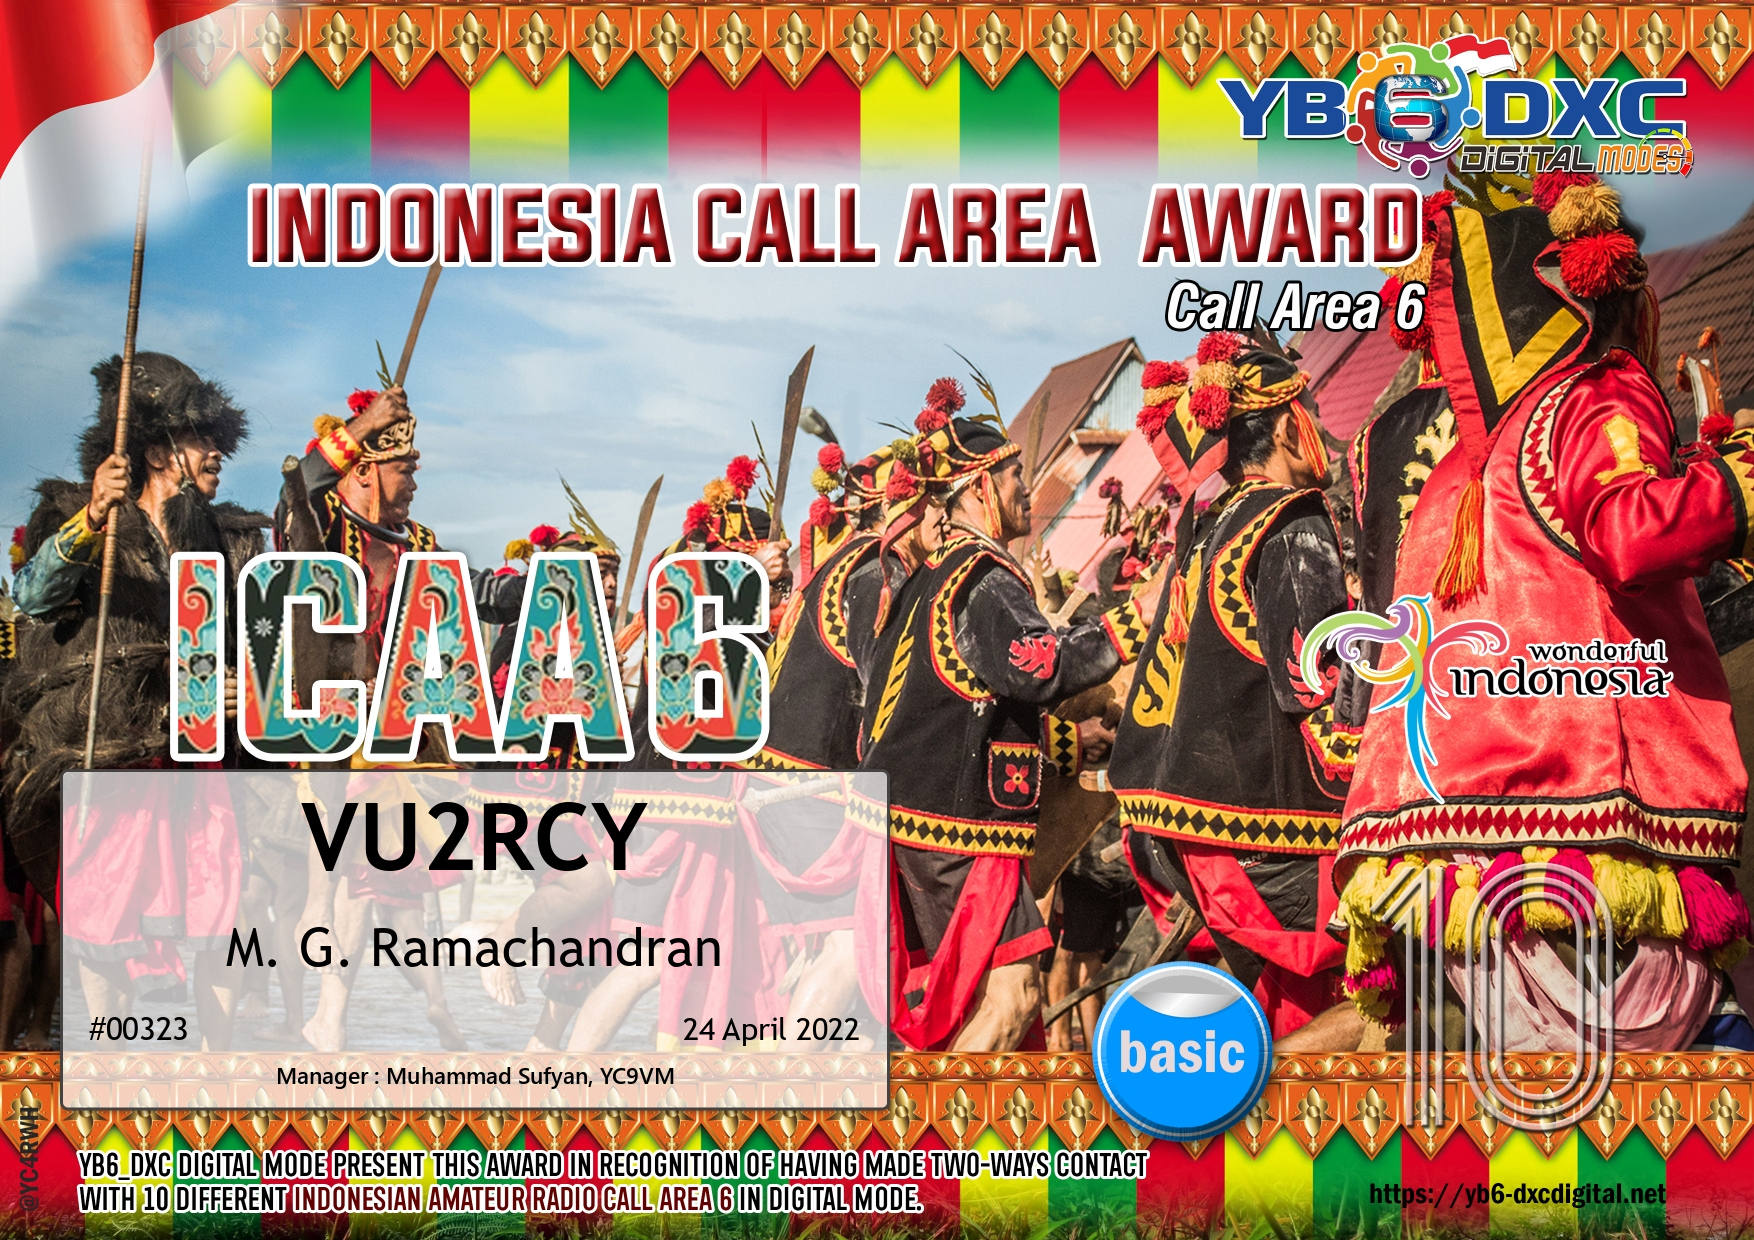 YB6 DXC
DIGITAL MODES
INDONESIA CALL AREA AWARD
Call Area 6
ICAA6
wonderful
indonesia
VU2RCY
M. G. Ramachandran
#00323
24 April 2022
Manager : Muhammad Sufyan, YC9VM
basic
10
@YC4RWH
YB6_DXC DIGITAL MODE PRESENT THIS AWARD IN RECOGNITION OF HAVING MADE TWO-WAYS CONTACT
WITH 10 DIFFERENT INDONESIAN AMATEUR RADIO CALL AREA 6 IN DIGITAL MODE.
https://yb6-dxcdigital.net